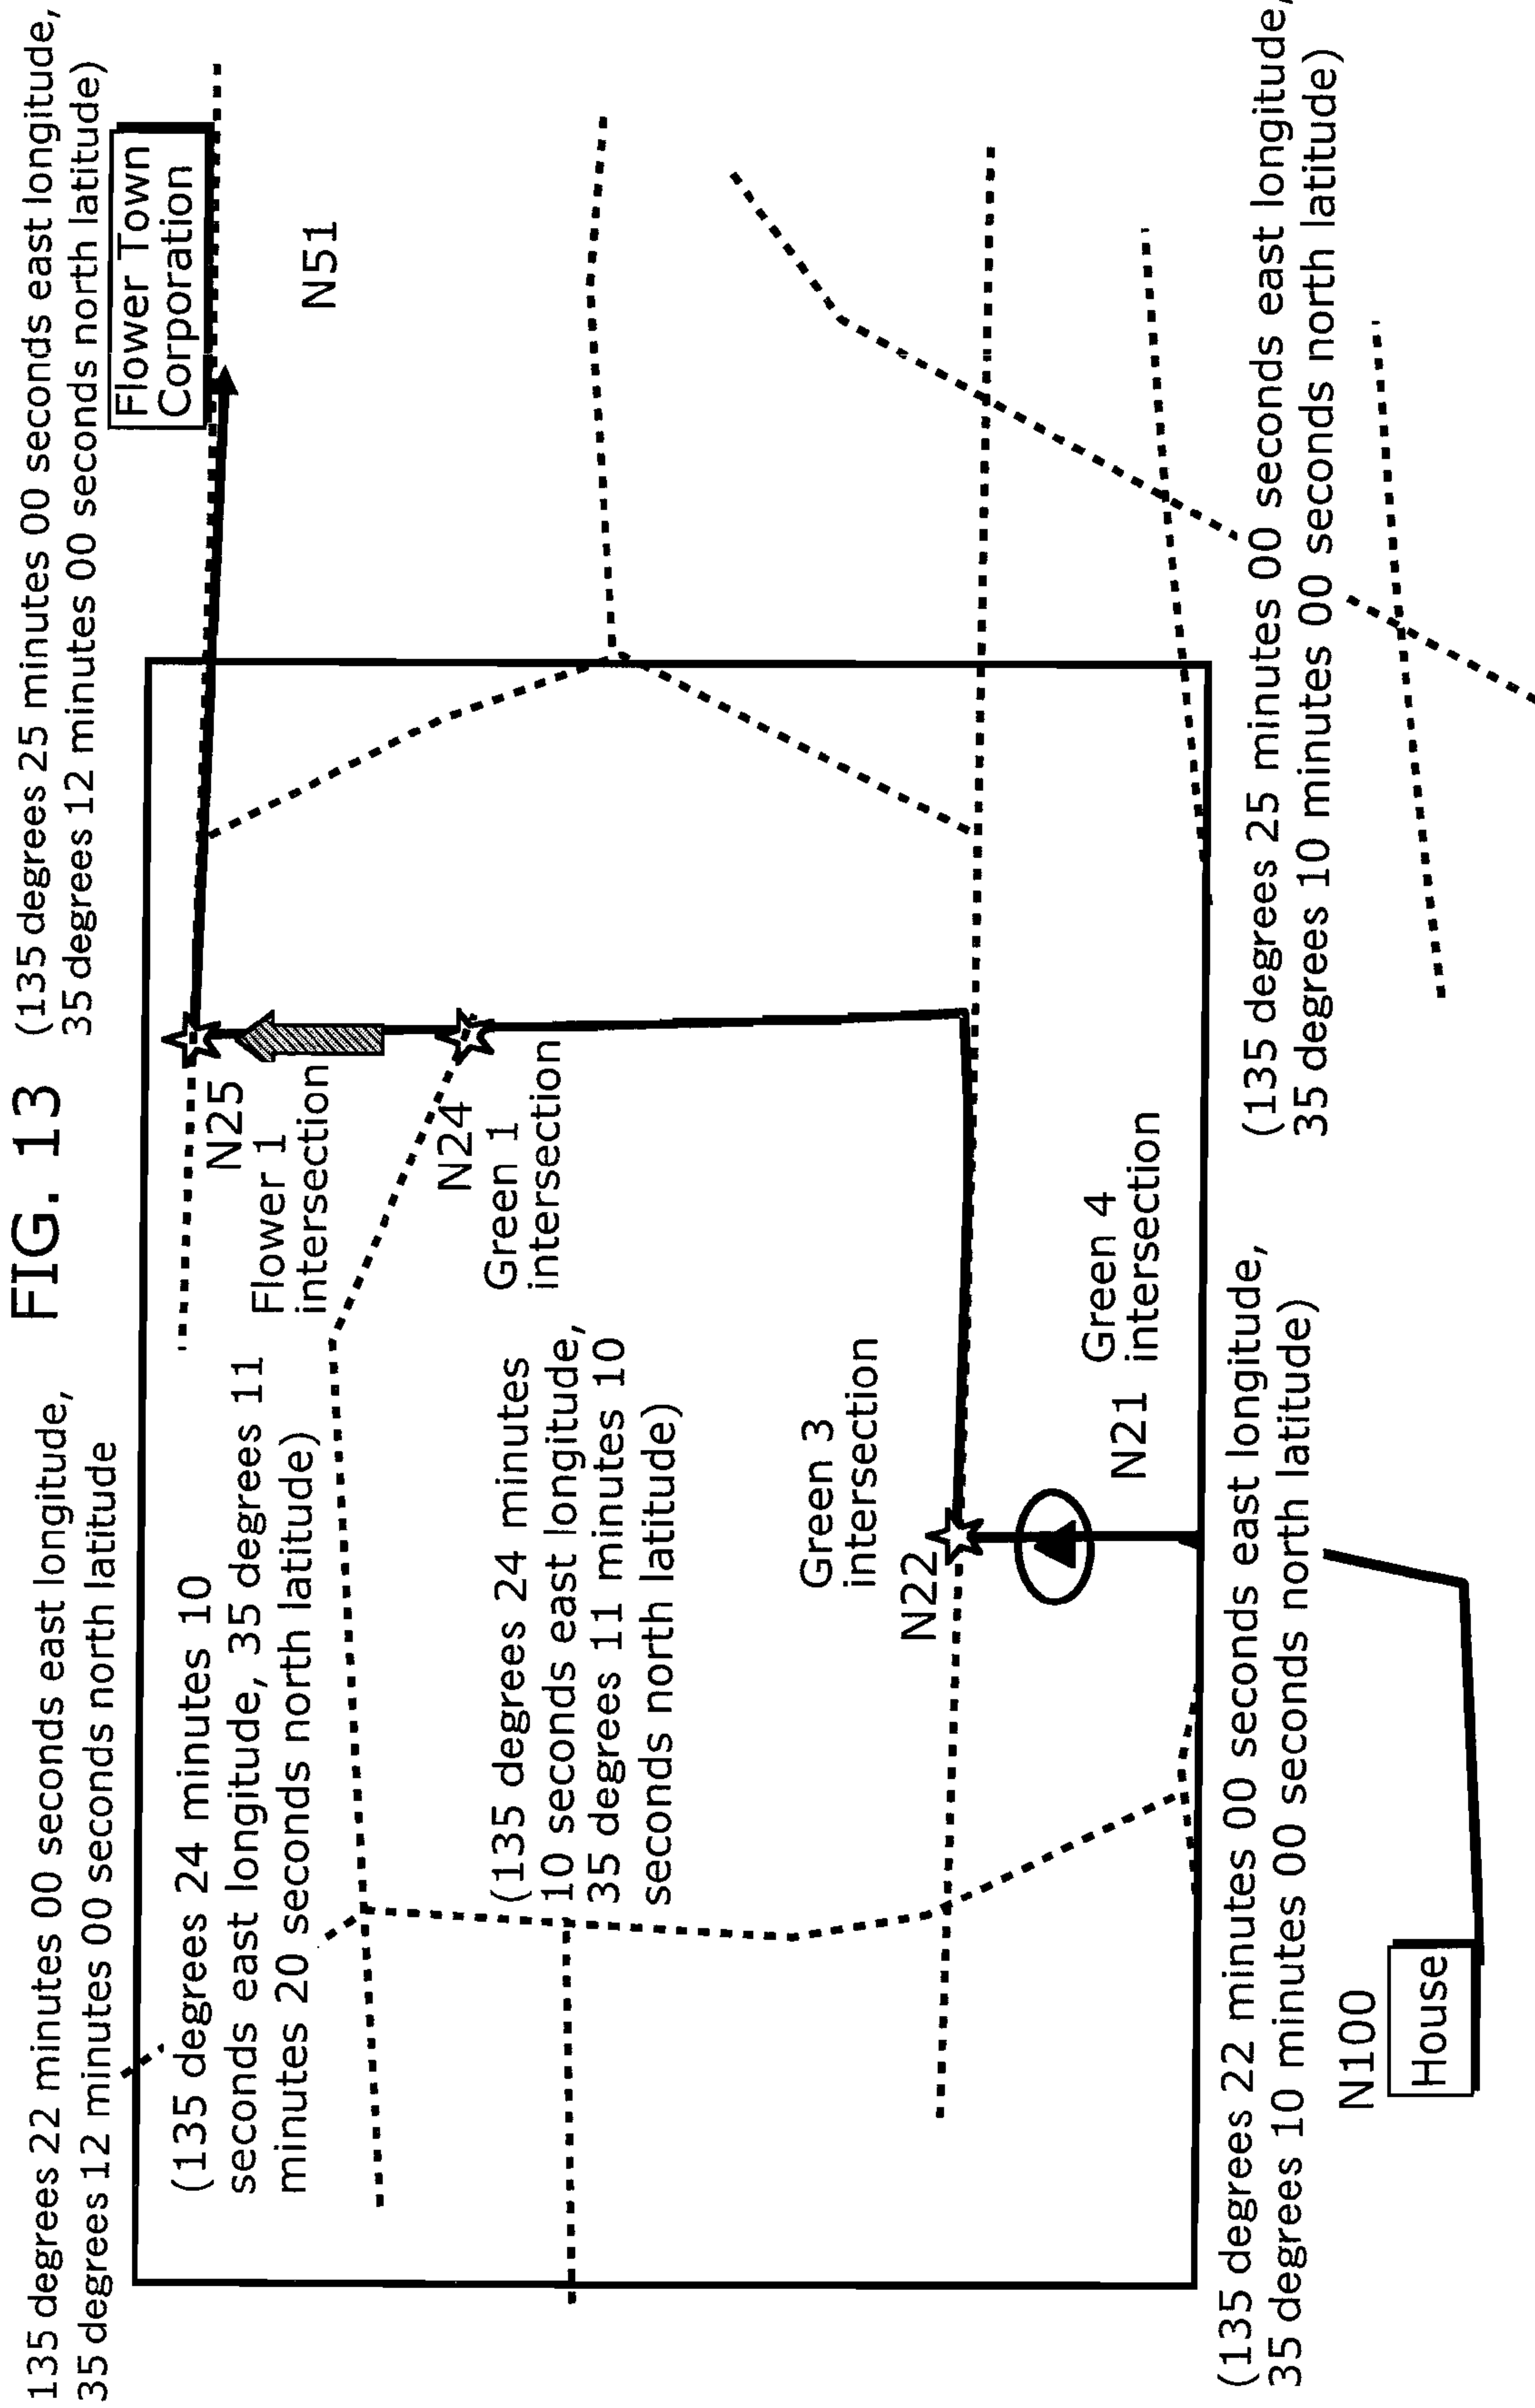 FIG. 13
135 degrees 22 minutes 00 seconds east longitude,
35 degrees 12 minutes 00 seconds north latitude
(135 degrees 25 minutes 00 seconds east longitude,
35 degrees 12 minutes 00 seconds north latitude)
Flower Town
Corporation
N51
(135 degrees 24 minutes 10
seconds east longitude, 35 degrees 11
minutes 20 seconds north latitude)
N25
Flower 1
intersection
N24
Green 1
intersection
(135 degrees 24 minutes
10 seconds east longitude,
35 degrees 11 minutes 10
seconds north latitude)
Green 3
intersection
N22
Green 4
intersection
N21
(135 degrees 22 minutes 00 seconds east longitude,
35 degrees 10 minutes 00 seconds north latitude)
(135 degrees 25 minutes 00 seconds east longitude,
35 degrees 10 minutes 00 seconds north latitude)
N100
House